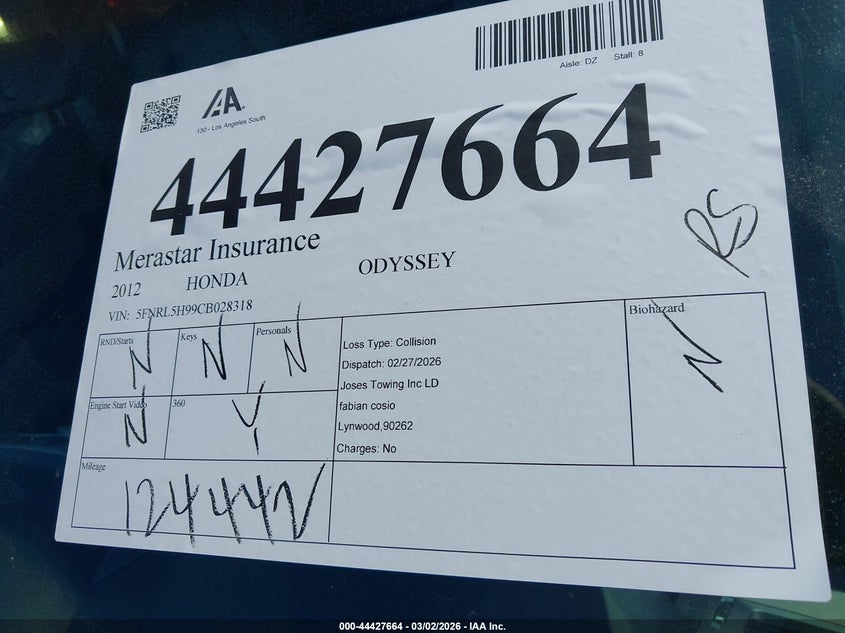 Aisle: DZ Stall: 8
IAA.
130 - Los Angeles South
44427664
Merastar Insurance
2012 HONDA ODYSSEY
VIN: 5FNRL5H99CB028318
RS
RND/Starts N
Keys N
Personals N
Engine Start Video N
360 Y
Mileage
124442
Loss Type: Collision
Dispatch: 02/27/2026
Joses Towing Inc LD
fabian cosio
Lynwood,90262
Charges: No
Biohazard
N
000-44427664 - 03/02/2026 - IAA Inc.